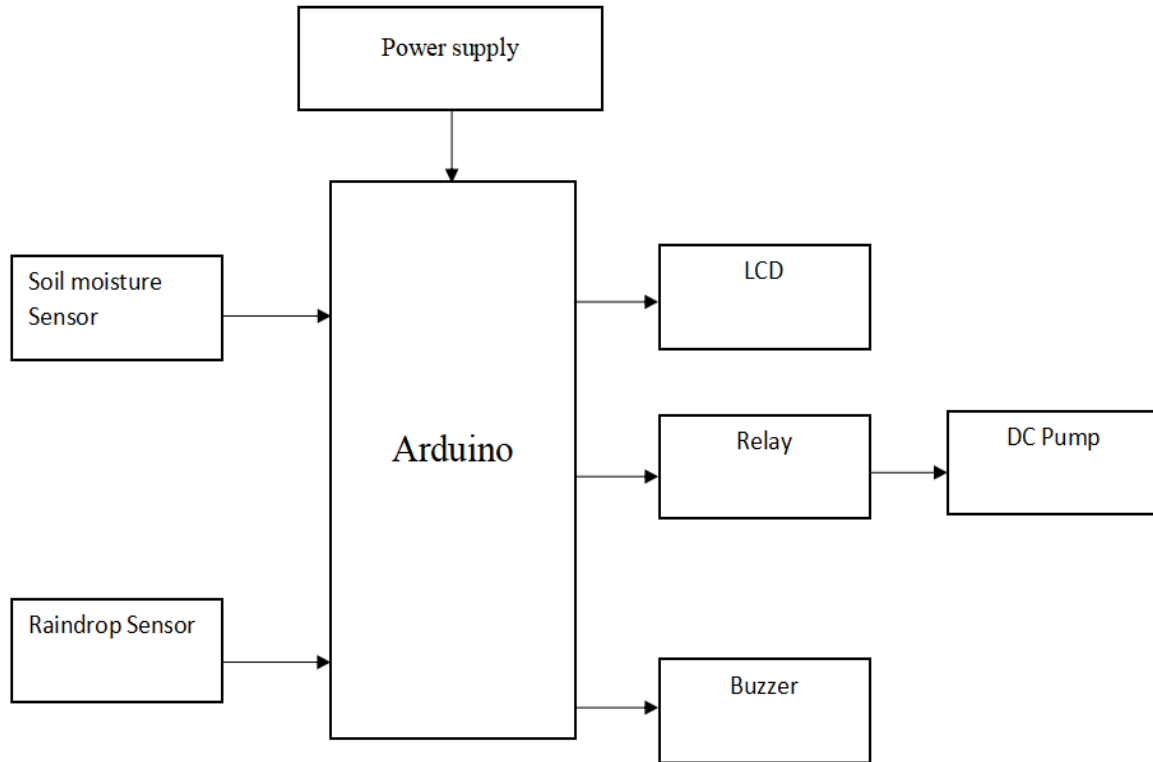 Power supply
Soil moisture
Sensor
LCD
Arduino
Relay
DC Pump
Raindrop Sensor
Buzzer